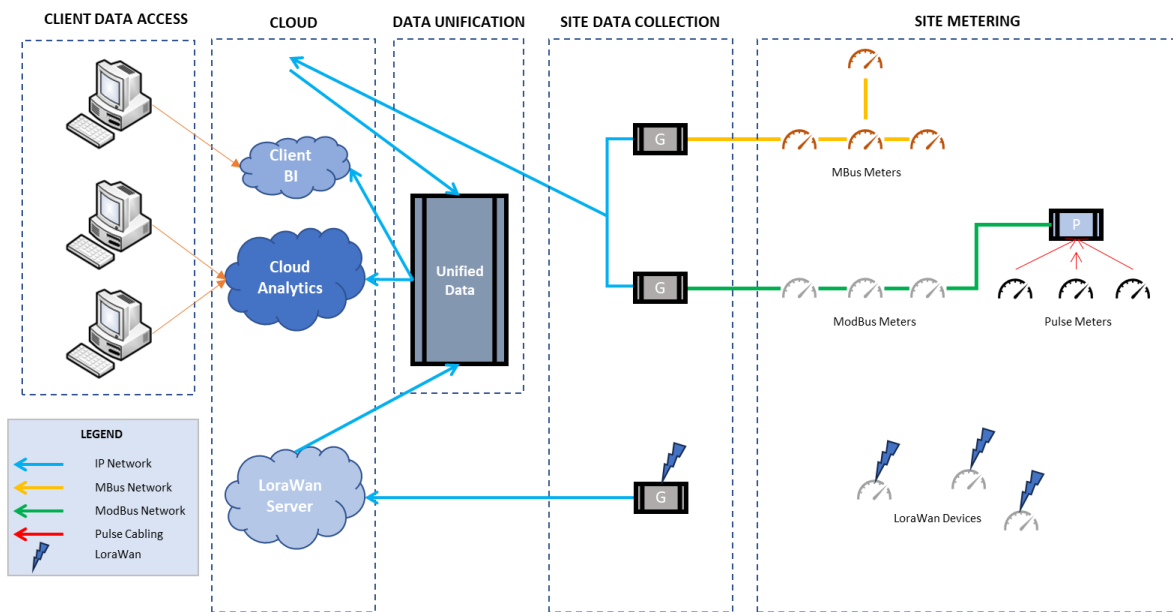 CLIENT DATA ACCESS
CLOUD
DATA UNIFICATION
SITE DATA COLLECTION
SITE METERING
Client
BI
Cloud
Analytics
Unified
Data
LoraWan
Server
G
G
G
MBus Meters
P
ModBus Meters
Pulse Meters
LoraWan Devices
LEGEND
IP Network
MBus Network
ModBus Network
Pulse Cabling
LoraWan